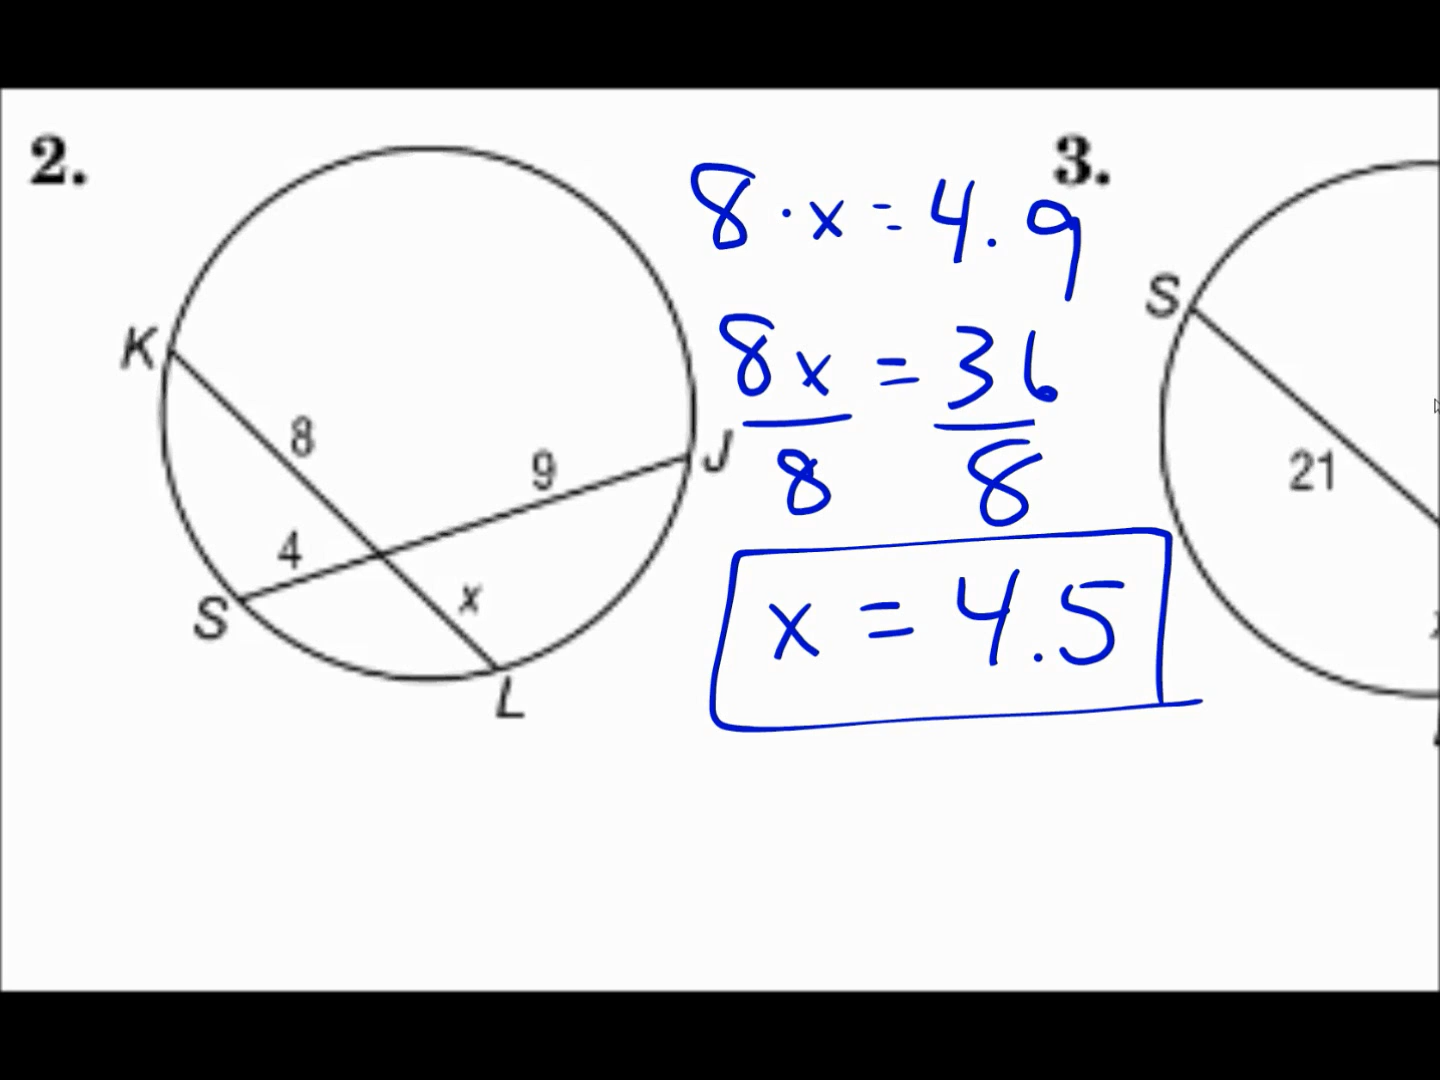 2.
K
8
9
J
4
x
S
L
8 · x = 4 . 9
8x = 36
8 8
x = 4.5
3.
S
21